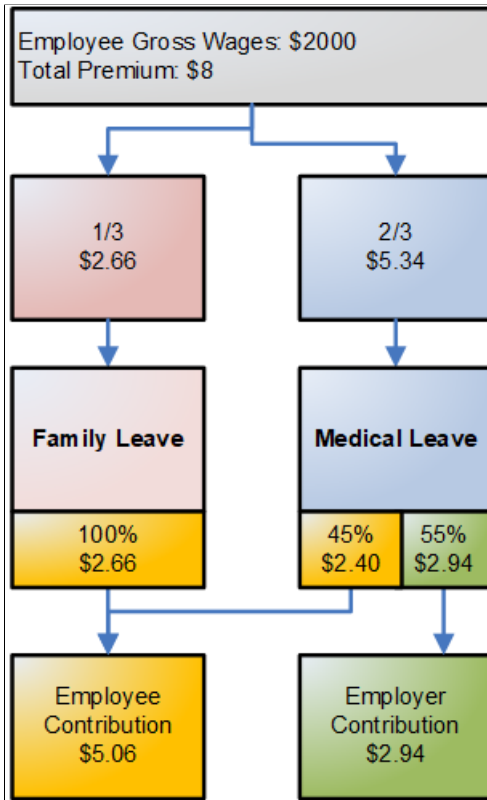 Employee Gross Wages: $2000
Total Premium: $8
1/3
$2.66
2/3
$5.34
Family Leave
Medical Leave
100%
$2.66
45%
$2.40
55%
$2.94
Employee
Contribution
$5.06
Employer
Contribution
$2.94